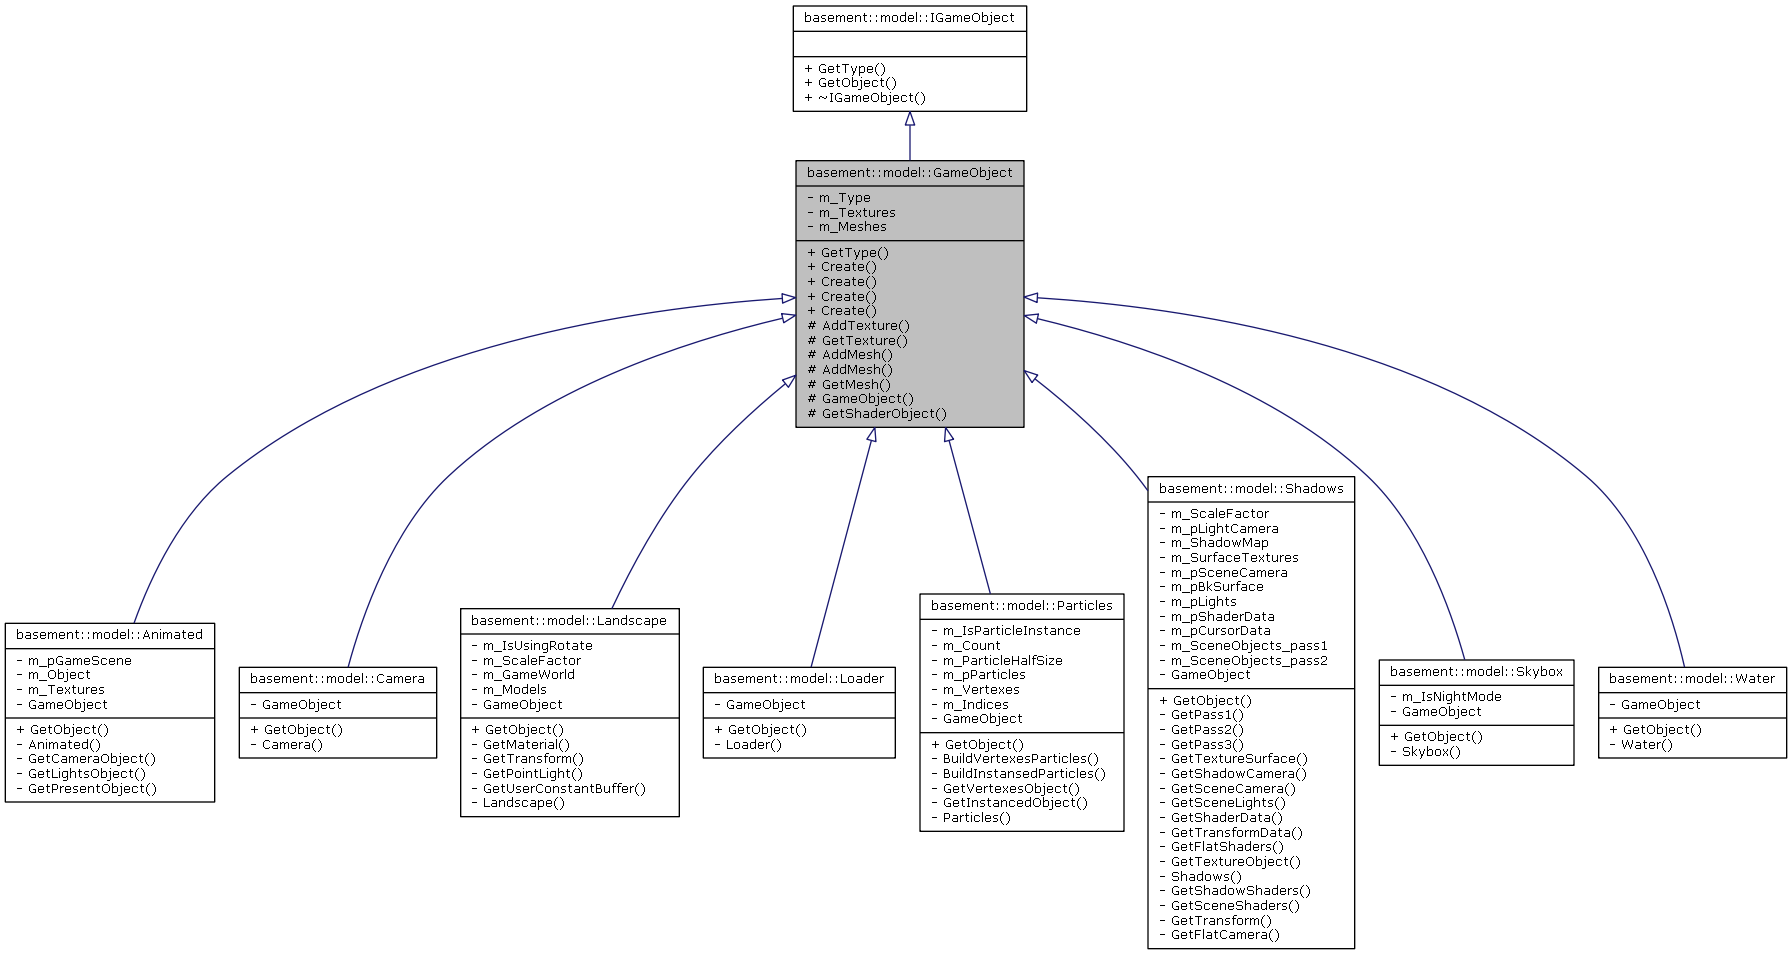 basement::model::IGameObject
+ GetType()
+ GetObject()
+ ~IGameObject()
basement::model::GameObject
- m_Type
- m_Textures
- m_Meshes
+ GetType()
+ Create()
+ Create()
+ Create()
+ Create()
# AddTexture()
# GetTexture()
# AddMesh()
# AddMesh()
# GetMesh()
# GameObject()
# GetShaderObject()
basement::model::Animated
- m_pGameScene
- m_Object
- m_Textures
- GameObject
+ GetObject()
- Animated()
- GetCameraObject()
- GetLightsObject()
- GetPresentObject()
basement::model::Camera
- GameObject
+ GetObject()
- Camera()
basement::model::Landscape
- m_IsUsingRotate
- m_ScaleFactor
- m_GameWorld
- m_Models
- GameObject
+ GetObject()
- GetMaterial()
- GetTransform()
- GetPointLight()
- GetUserConstantBuffer()
- Landscape()
basement::model::Loader
- GameObject
+ GetObject()
- Loader()
basement::model::Particles
- m_IsParticleInstance
- m_Count
- m_ParticleHalfSize
- m_pParticles
- m_Vertexes
- m_Indices
- GameObject
+ GetObject()
- BuildVertexesParticles()
- BuildInstansedParticles()
- GetVertexesObject()
- GetInstancedObject()
- Particles()
basement::model::Shadows
- m_ScaleFactor
- m_pLightCamera
- m_ShadowMap
- m_SurfaceTextures
- m_pSceneCamera
- m_pBkSurface
- m_pLights
- m_pShaderData
- m_pCursorData
- m_SceneObjects_pass1
- m_SceneObjects_pass2
- GameObject
+ GetObject()
- GetPass1()
- GetPass2()
- GetPass3()
- GetTextureSurface()
- GetShadowCamera()
- GetSceneCamera()
- GetSceneLights()
- GetShaderData()
- GetTransformData()
- GetFlatShaders()
- GetTextureObject()
- Shadows()
- GetShadowShaders()
- GetSceneShaders()
- GetTransform()
- GetFlatCamera()
basement::model::Skybox
- m_IsNightMode
- GameObject
+ GetObject()
- Skybox()
basement::model::Water
- GameObject
+ GetObject()
- Water()